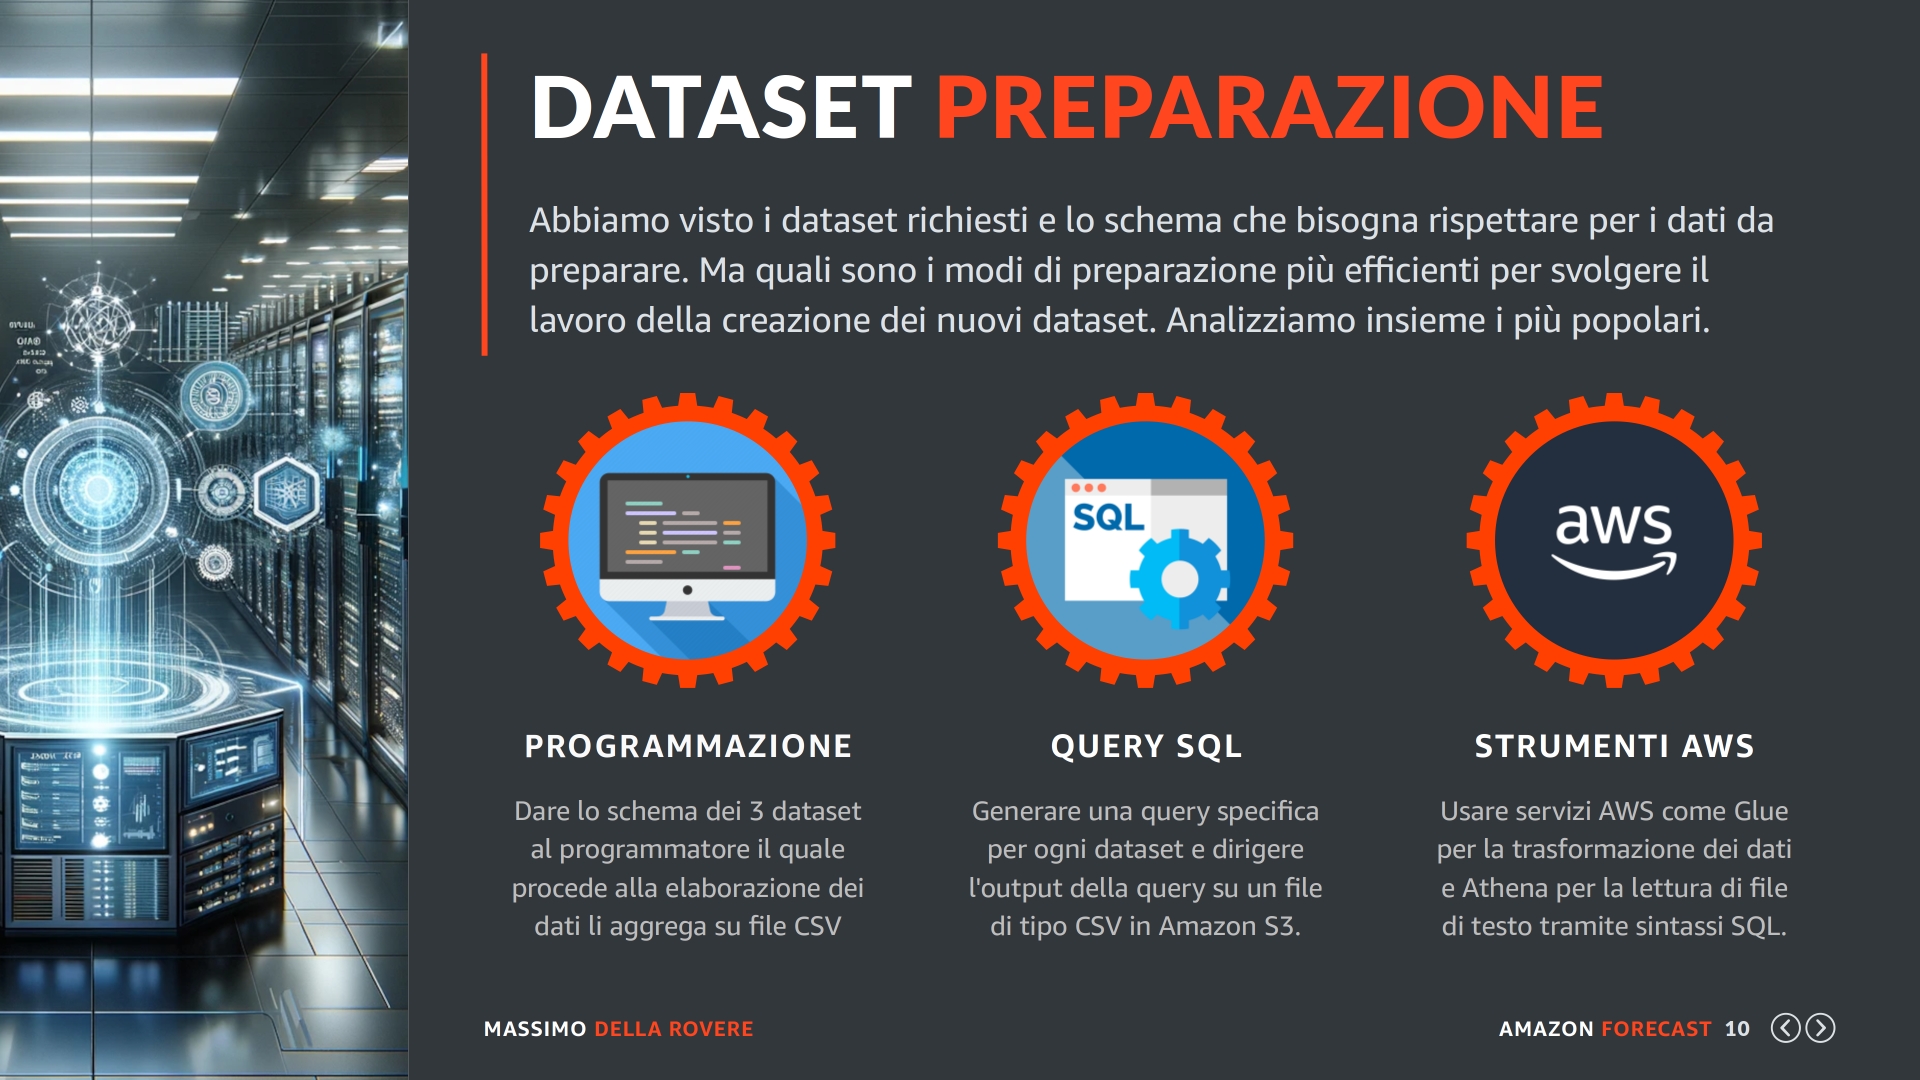 DATASET PREPARAZIONE
Abbiamo visto i dataset richiesti e lo schema che bisogna rispettare per i dati da
preparare. Ma quali sono i modi di preparazione più efficienti per svolgere il
lavoro della creazione dei nuovi dataset. Analizziamo insieme i più popolari.
SQL
aws
PROGRAMMAZIONE
Dare lo schema dei 3 dataset
al programmatore il quale
procede alla elaborazione dei
dati li aggrega su file CSV
QUERY SQL
Generare una query specifica
per ogni dataset e dirigere
l'output della query su un file
di tipo CSV in Amazon S3.
STRUMENTI AWS
Usare servizi AWS come Glue
per la trasformazione dei dati
e Athena per la lettura di file
di testo tramite sintassi SQL.
MASSIMO DELLA ROVERE
AMAZON FORECAST 10